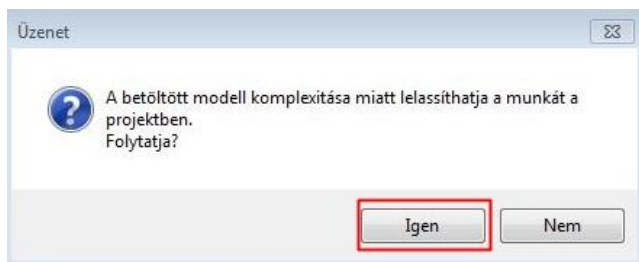 Üzenet
A betöltött modell komplexitása miatt lelassíthatja a munkát a
projektben.
Folytatja?
Igen Nem